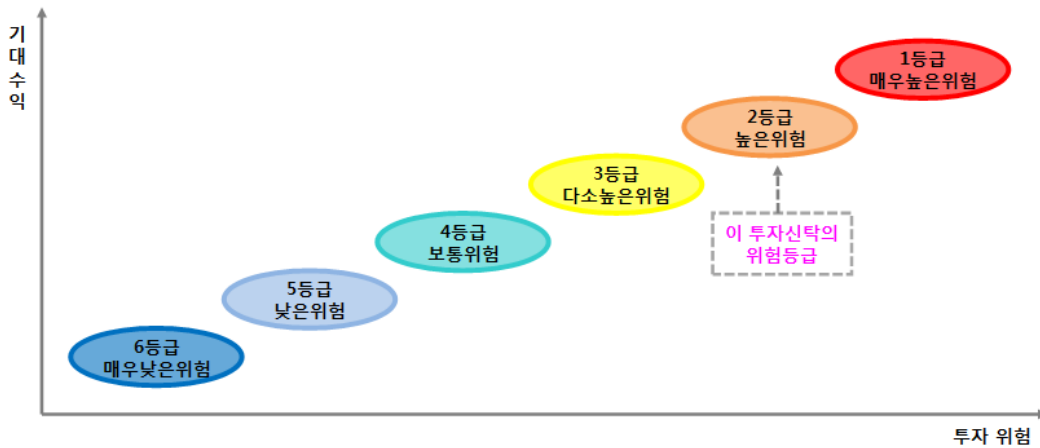 기대수익
1등급
매우높은위험
2등급
높은위험
3등급
다소높은위험
이 투자신탁의
위험등급
4등급
보통위험
5등급
낮은위험
6등급
매우낮은위험
투자 위험